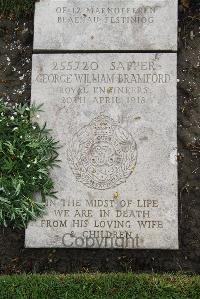 OF 12 MAENOFFEREN
BLAENAU FFESTINIOG
255720 SAPPER
GEORGE WILLIAM BRAMFORD
ROYAL ENGINEERS
20TH APRIL 1918
IN THE MIDST OF LIFE
WE ARE IN DEATH
FROM HIS LOVING WIFE
& CHILDREN
Copyright